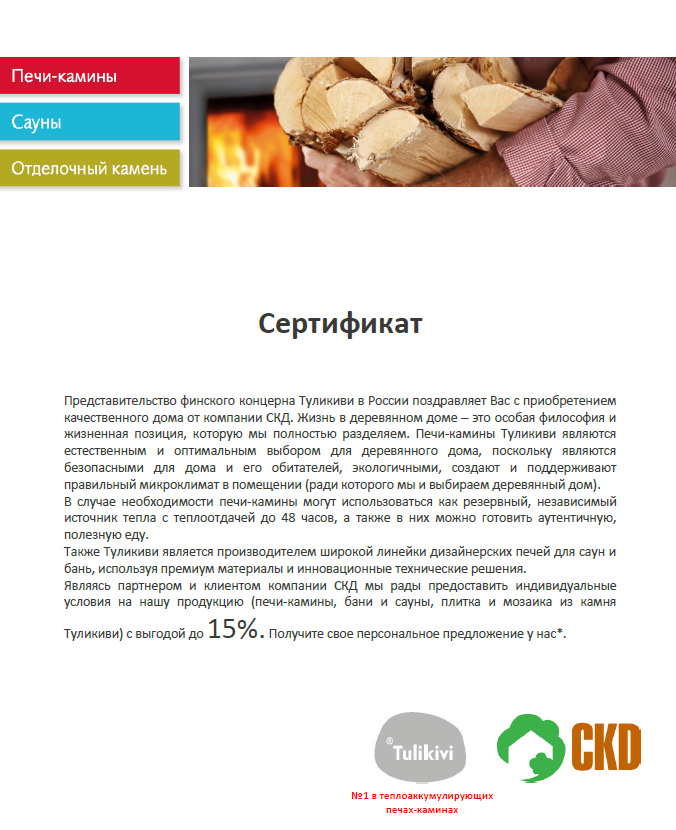 Печи-камины
Сауны
Отделочный камень
Сертификат
Представительство финского концерна Туликиви в России поздравляет Вас с приобретением
качественного дома от компании СКД. Жизнь в деревянном доме – это особая философия и
жизненная позиция, которую мы полностью разделяем. Печи-камины Туликиви являются
естественным и оптимальным выбором для деревянного дома, поскольку являются
безопасными для дома и его обитателей, экологичными, создают и поддерживают
правильный микроклимат в помещении (ради которого мы и выбираем деревянный дом).
В случае необходимости печи-камины могут использоваться как резервный, независимый
источник тепла с теплоотдачей до 48 часов, а также в них можно готовить аутентичную,
полезную еду.
Также Туликиви является производителем широкой линейки дизайнерских печей для саун и
бань, используя премиум материалы и инновационные технические решения.
Являясь партнером и клиентом компании СКД мы рады предоставить индивидуальные
условия на нашу продукцию (печи-камины, бани и сауны, плитка и мозаика из камня
Туликиви) с выгодой до 15%. Получите свое персональное предложение у нас*.
®Tulikivi
СКD
№1 в теплоаккумулирующих
печах-каминах